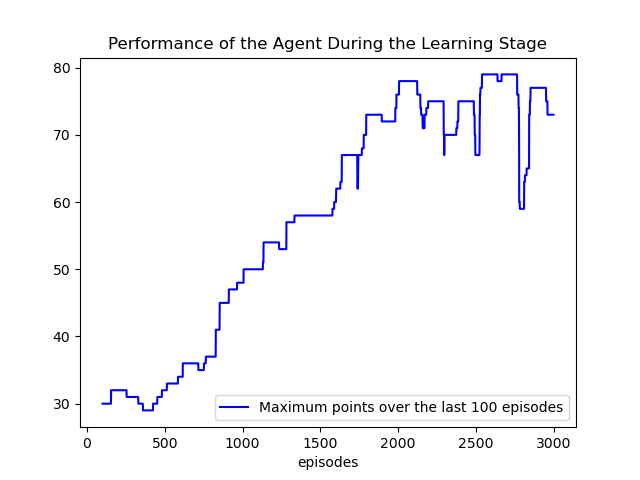 Performance of the Agent During the Learning Stage
80
70
60
50
40
30
Maximum points over the last 100 episodes
0 500 1000 1500 2000 2500 3000
episodes